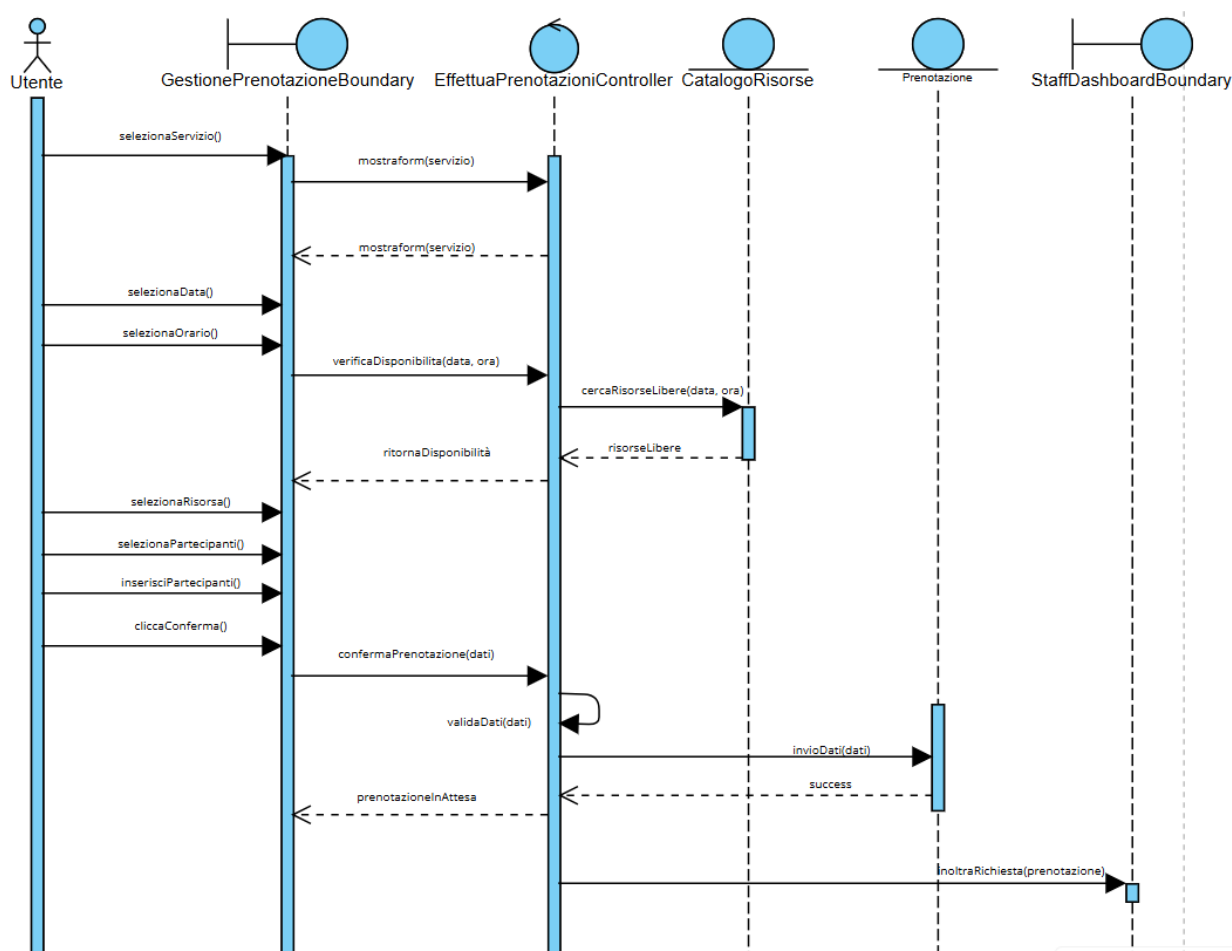 Utente
GestionePrenotazioneBoundary
EffettuaPrenotazioniController
CatalogoRisorse
Prenotazione
StaffDashboardBoundary
selezionaServizio()
mostraform(servizio)
mostraform(servizio)
selezionaData()
selezionaOrario()
verificaDisponibilita(data, ora)
cercaRisorseLibere(data, ora)
risorseLibere
ritornaDisponibilità
selezionaRisorsa()
selezionaPartecipanti()
inserisciPartecipanti()
cliccaConferma()
confermaPrenotazione(dati)
validaDati(dati)
invioDati(dati)
success
prenotazioneInAttesa
inoltraRichiesta(prenotazione)